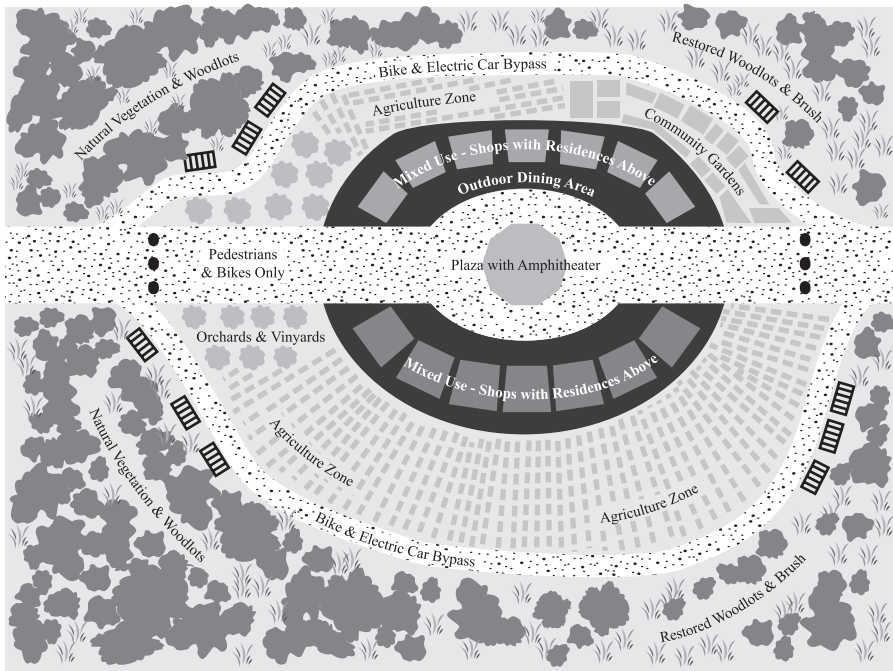 Natural Vegetation & Woodlots
Bike & Electric Car Bypass
Restored Woodlots & Brush
Agriculture Zone
Community Gardens
Mixed Use - Shops with Residences Above
Outdoor Dining Area
Pedestrians
& Bikes Only
Plaza with Amphitheater
Orchards & Vinyards
Mixed Use - Shops with Residences Above
Natural Vegetation & Woodlots
Agriculture Zone
Agriculture Zone
Bike & Electric Car Bypass
Restored Woodlots & Brush